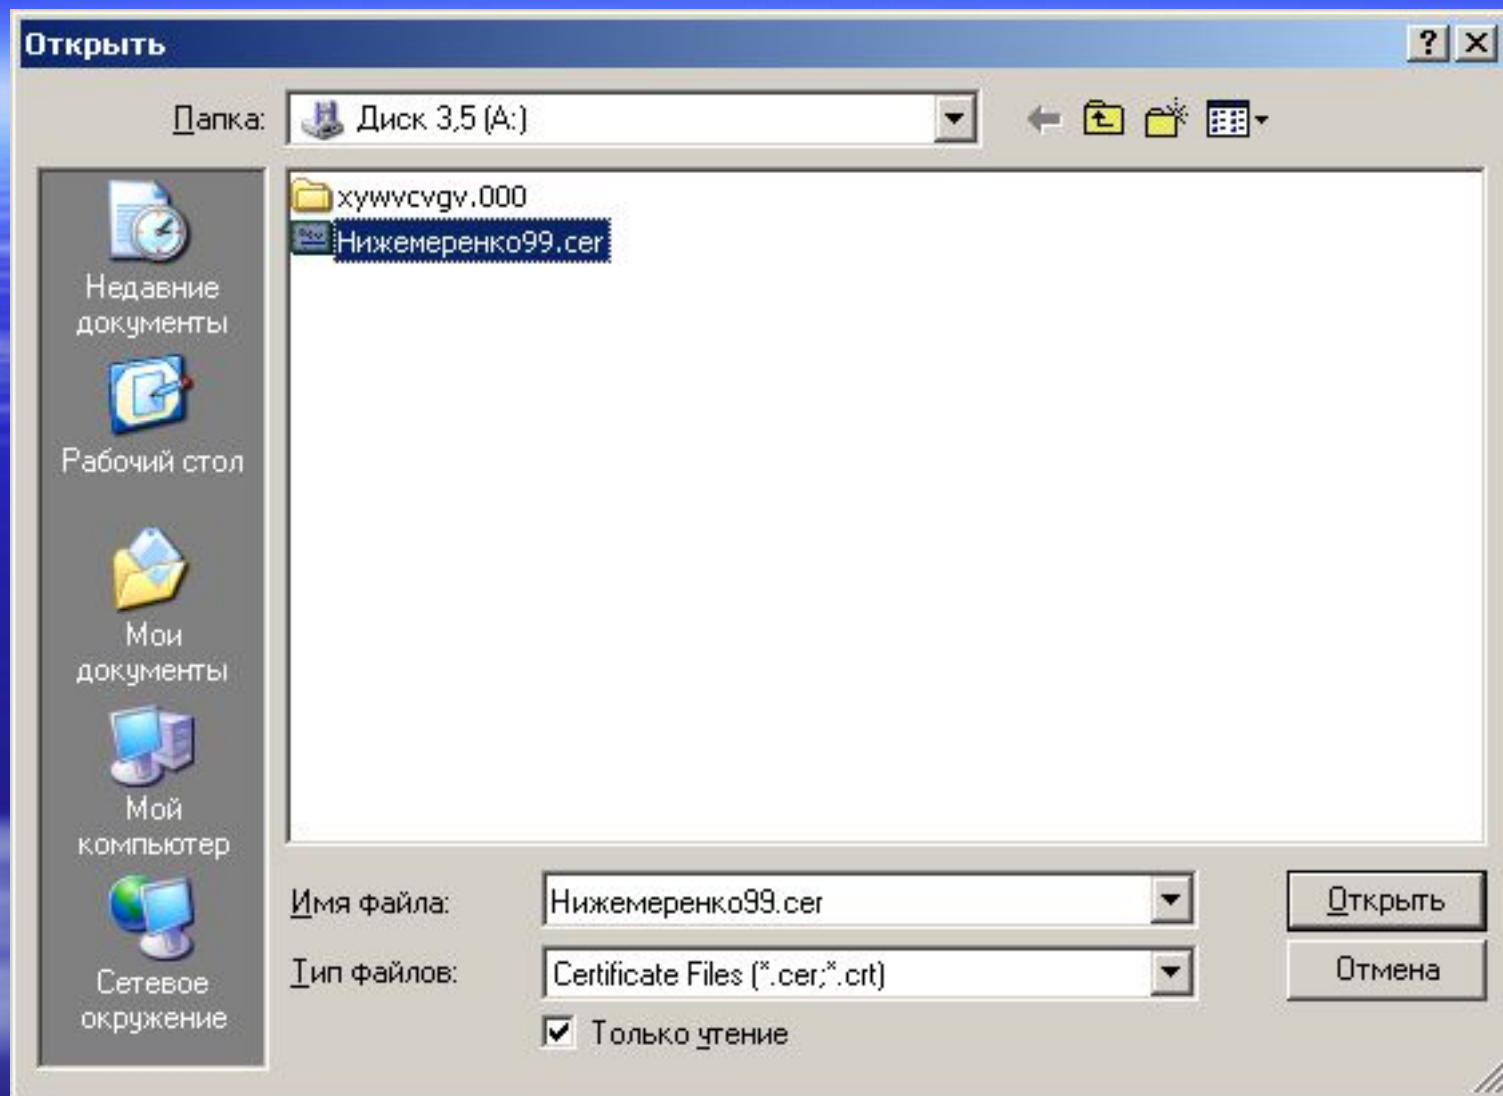 Открыть
Папка:
Диск 3,5 (A:)
xywvcvgv.000
Нижемеренко99.cer
Недавние
документы
Рабочий стол
Мои
документы
Мой
компьютер
Сетевое
окружение
Имя файла:
Нижемеренко99.cer
Открыть
Тип файлов:
Certificate Files (*.cer;*.crt)
Отмена
Только чтение